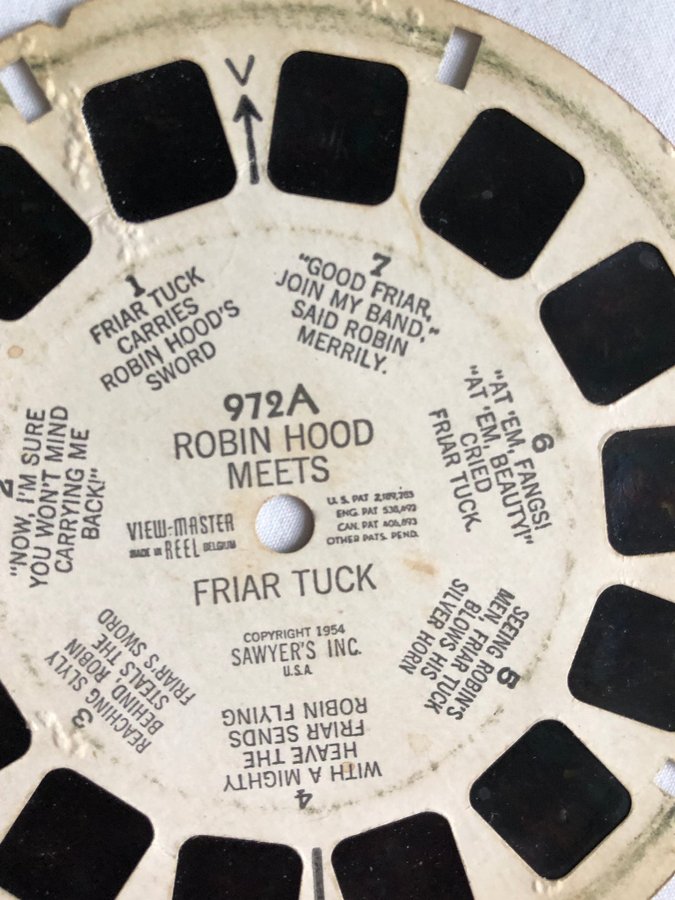 V
1
FRIAR TUCK
CARRIES
ROBIN HOOD'S
SWORD
7
"GOOD FRIAR,
JOIN MY BAND,"
SAID ROBIN
MERRILY.
972A
ROBIN HOOD
MEETS
VIEW-MASTER
MADE IN REEL BELGIUM
U.S. PAT 2,189,285
ENG. PAT 538,692
CAN. PAT 406,893
OTHER PATS. PEND.
FRIAR TUCK
COPYRIGHT 1954
SAWYER'S INC.
U.S.A.
2
"NOW, I'M SURE
YOU WON'T MIND
CARRYING ME
BACK!"
3
REACHING SLYLY
BEHIND ROBIN
STEALS THE
FRIAR'S SWORD
4
WITH A MIGHTY
HEAVE THE
FRIAR SENDS
ROBIN FLYING
5
SEEING ROBIN'S
MEN, FRIAR TUCK
BLOWS HIS
SILVER HORN
6
"AT 'EM, FANGS!
"AT 'EM, BEAUTY!"
CRIED
FRIAR TUCK.